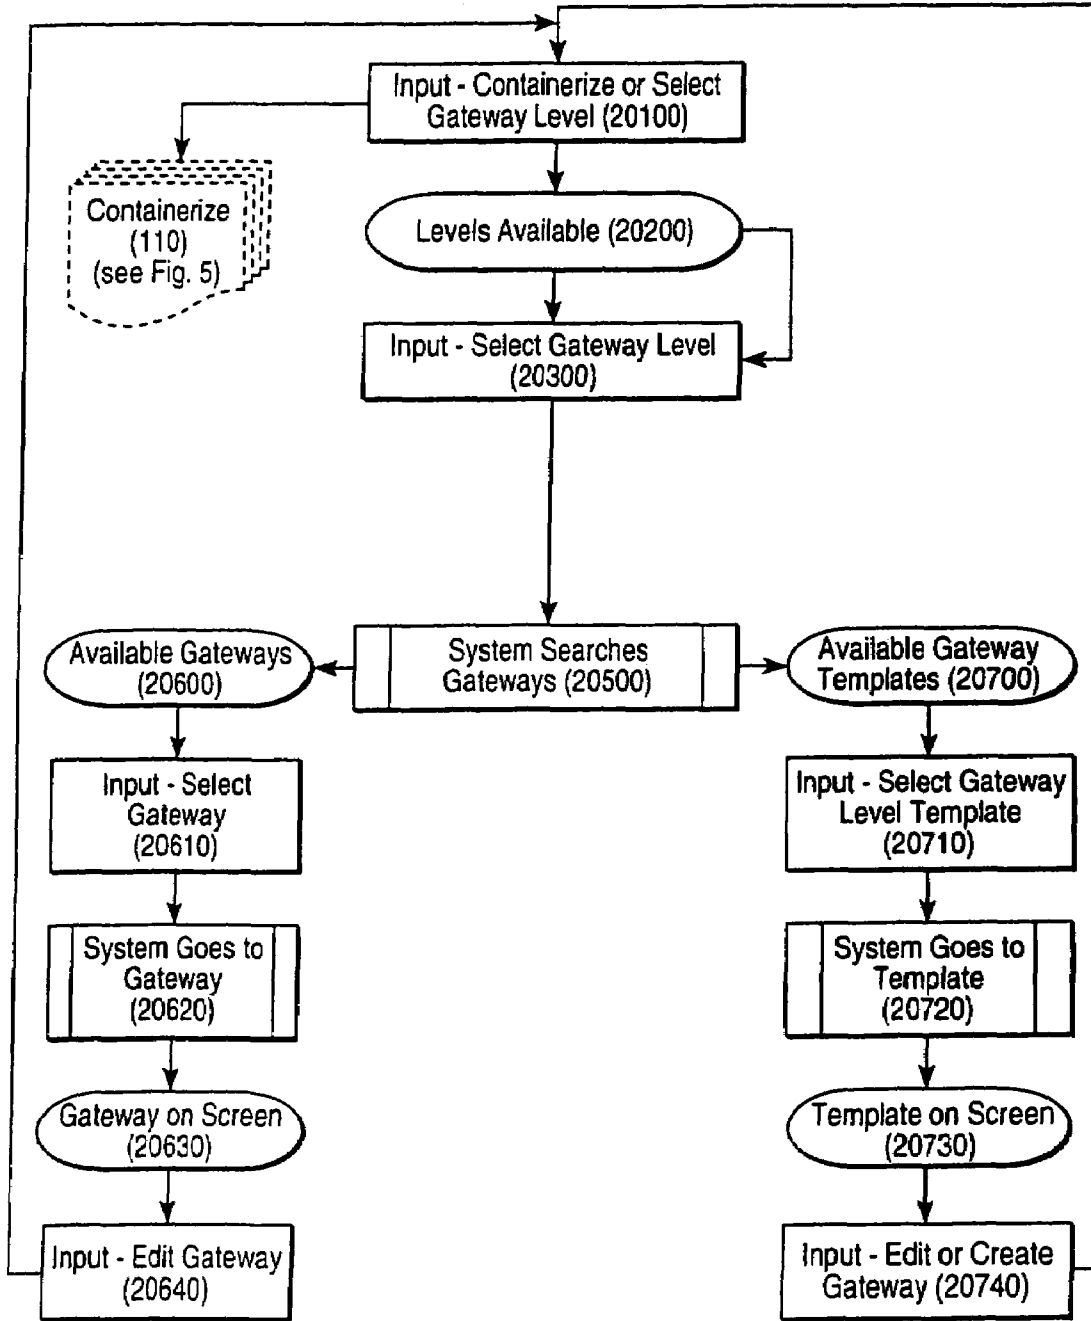 Input - Containerize or Select
Gateway Level (20100)
Containerize
(110)
(see Fig. 5)
Levels Available (20200)
Input - Select Gateway Level
(20300)
System Searches
Gateways (20500)
Available Gateways
(20600)
Available Gateway
Templates (20700)
Input - Select
Gateway
(20610)
Input - Select Gateway
Level Template
(20710)
System Goes to
Gateway
(20620)
System Goes to
Template
(20720)
Gateway on Screen
(20630)
Template on Screen
(20730)
Input - Edit Gateway
(20640)
Input - Edit or Create
Gateway (20740)